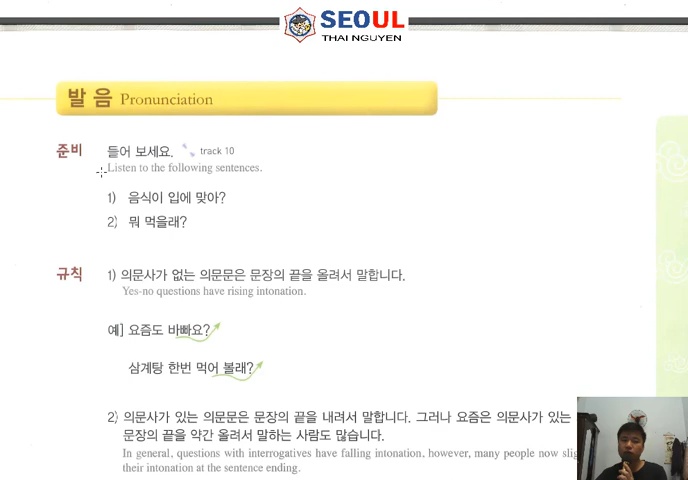 SEOUL
THAI NGUYEN
발 음 Pronunciation
준비 들어 보세요. track 10
Listen to the following sentences.
1) 음식이 입에 맞아?
2) 뭐 먹을래?
규칙 1) 의문사가 없는 의문문은 문장의 끝을 올려서 말합니다.
Yes-no questions have rising intonation.
예] 요즘도 바빠요?
삼계탕 한번 먹어 볼래?
2) 의문사가 있는 의문문은 문장의 끝을 내려서 말합니다. 그러나 요즘은 의문사가 있는
문장의 끝을 약간 올려서 말하는 사람도 많습니다.
In general, questions with interrogatives have falling intonation, however, many people now
their intonation at the sentence ending.